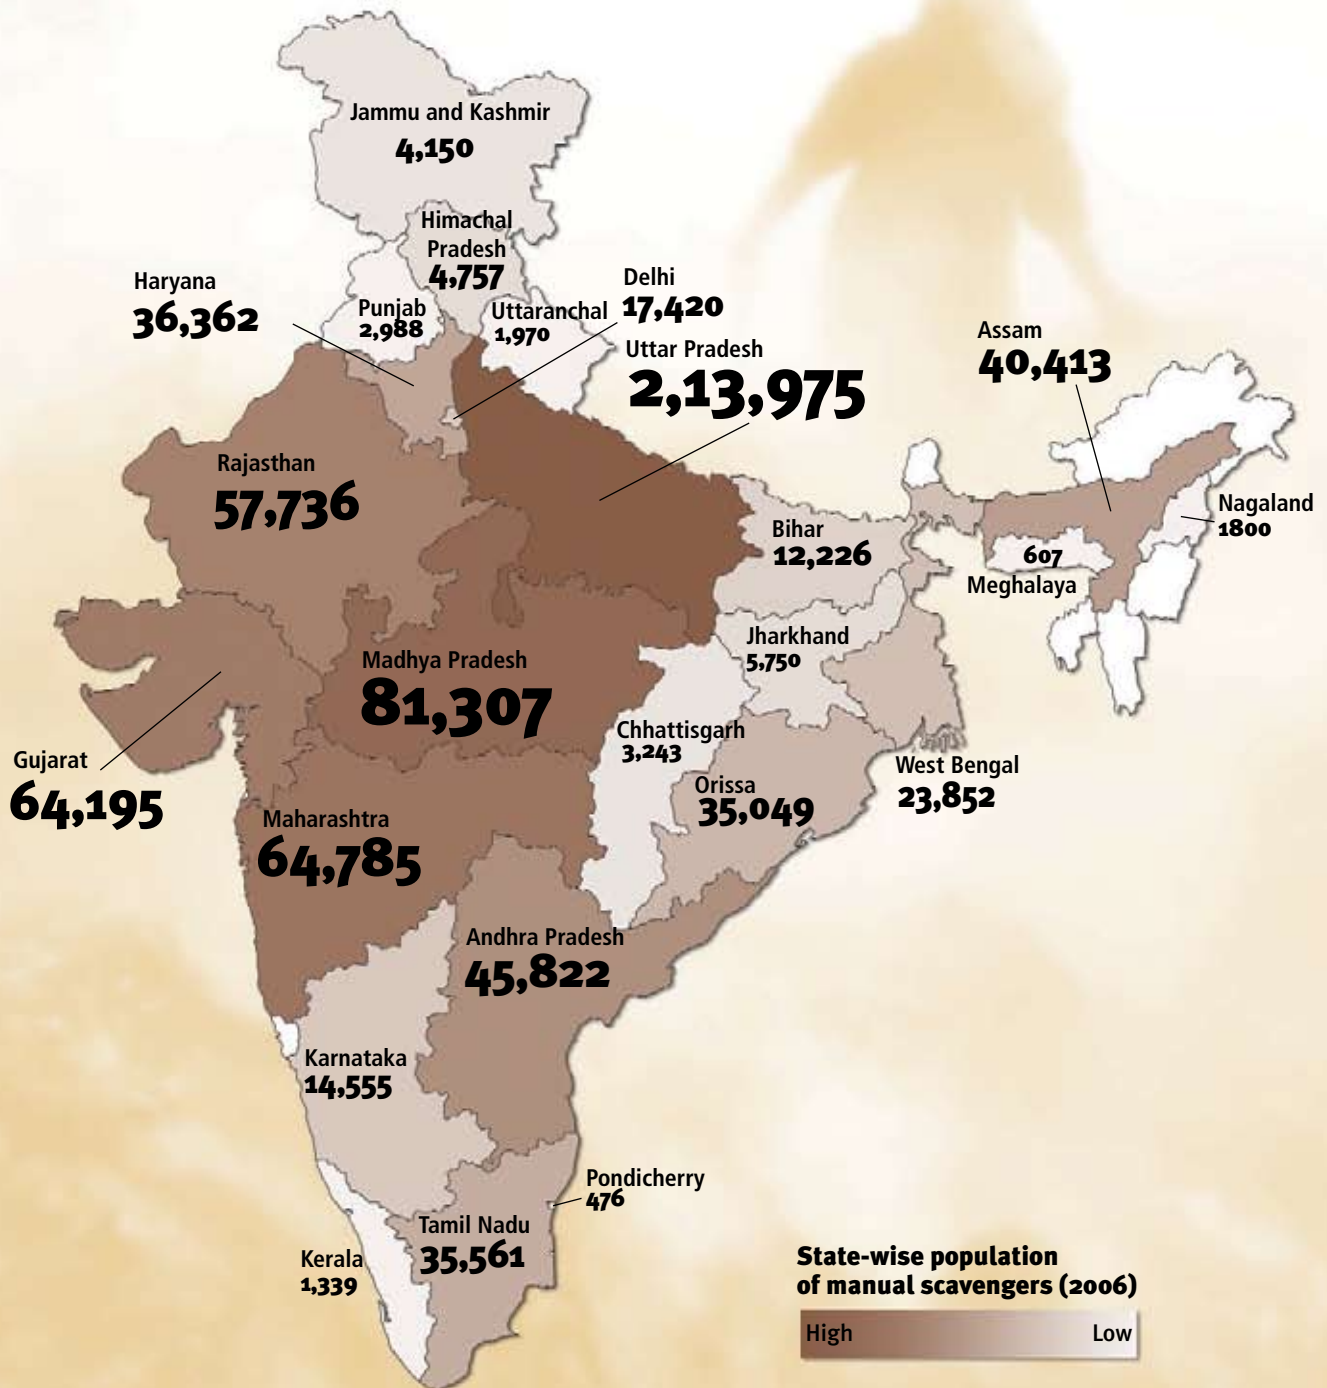 Jammu and Kashmir
4,150
Himachal
Pradesh
4,757
Haryana
36,362
Punjab
2,988
Uttaranchal
1,970
Delhi
17,420
Uttar Pradesh
2,13,975
Assam
40,413
Rajasthan
57,736
Bihar
12,226
Nagaland
1800
607
Meghalaya
Jharkhand
5,750
Madhya Pradesh
81,307
Chhattisgarh
3,243
Gujarat
64,195
Orissa
35,049
West Bengal
23,852
Maharashtra
64,785
Andhra Pradesh
45,822
Karnataka
14,555
Pondicherry
476
Tamil Nadu
35,561
Kerala
1,339
State-wise population
of manual scavengers (2006)
High Low